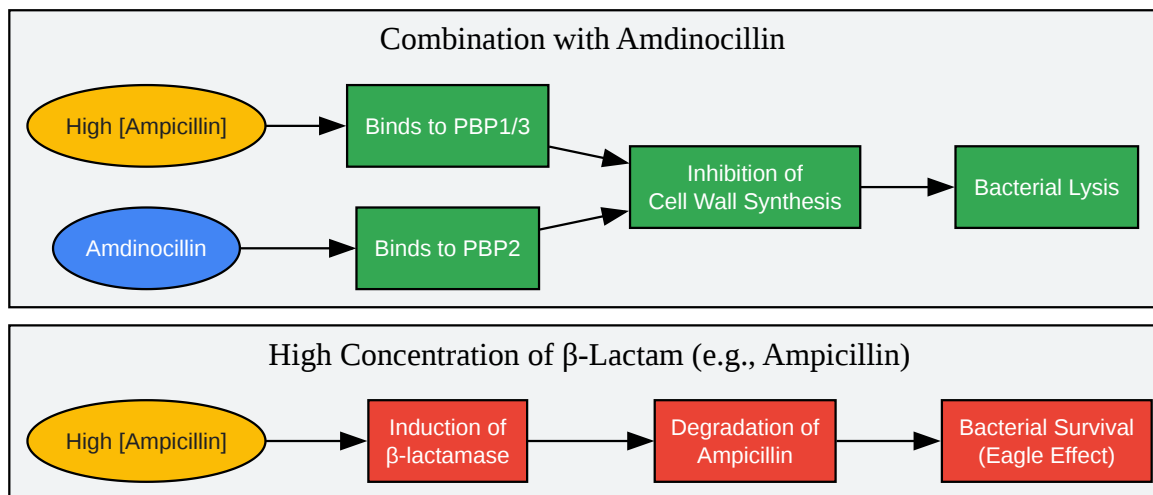 Combination with Amdinocillin
High [Ampicillin]
Binds to PBP1/3
Amdinocillin
Binds to PBP2
Inhibition of
Cell Wall Synthesis
Bacterial Lysis
High Concentration of β-Lactam (e.g., Ampicillin)
High [Ampicillin]
Induction of
β-lactamase
Degradation of
Ampicillin
Bacterial Survival
(Eagle Effect)